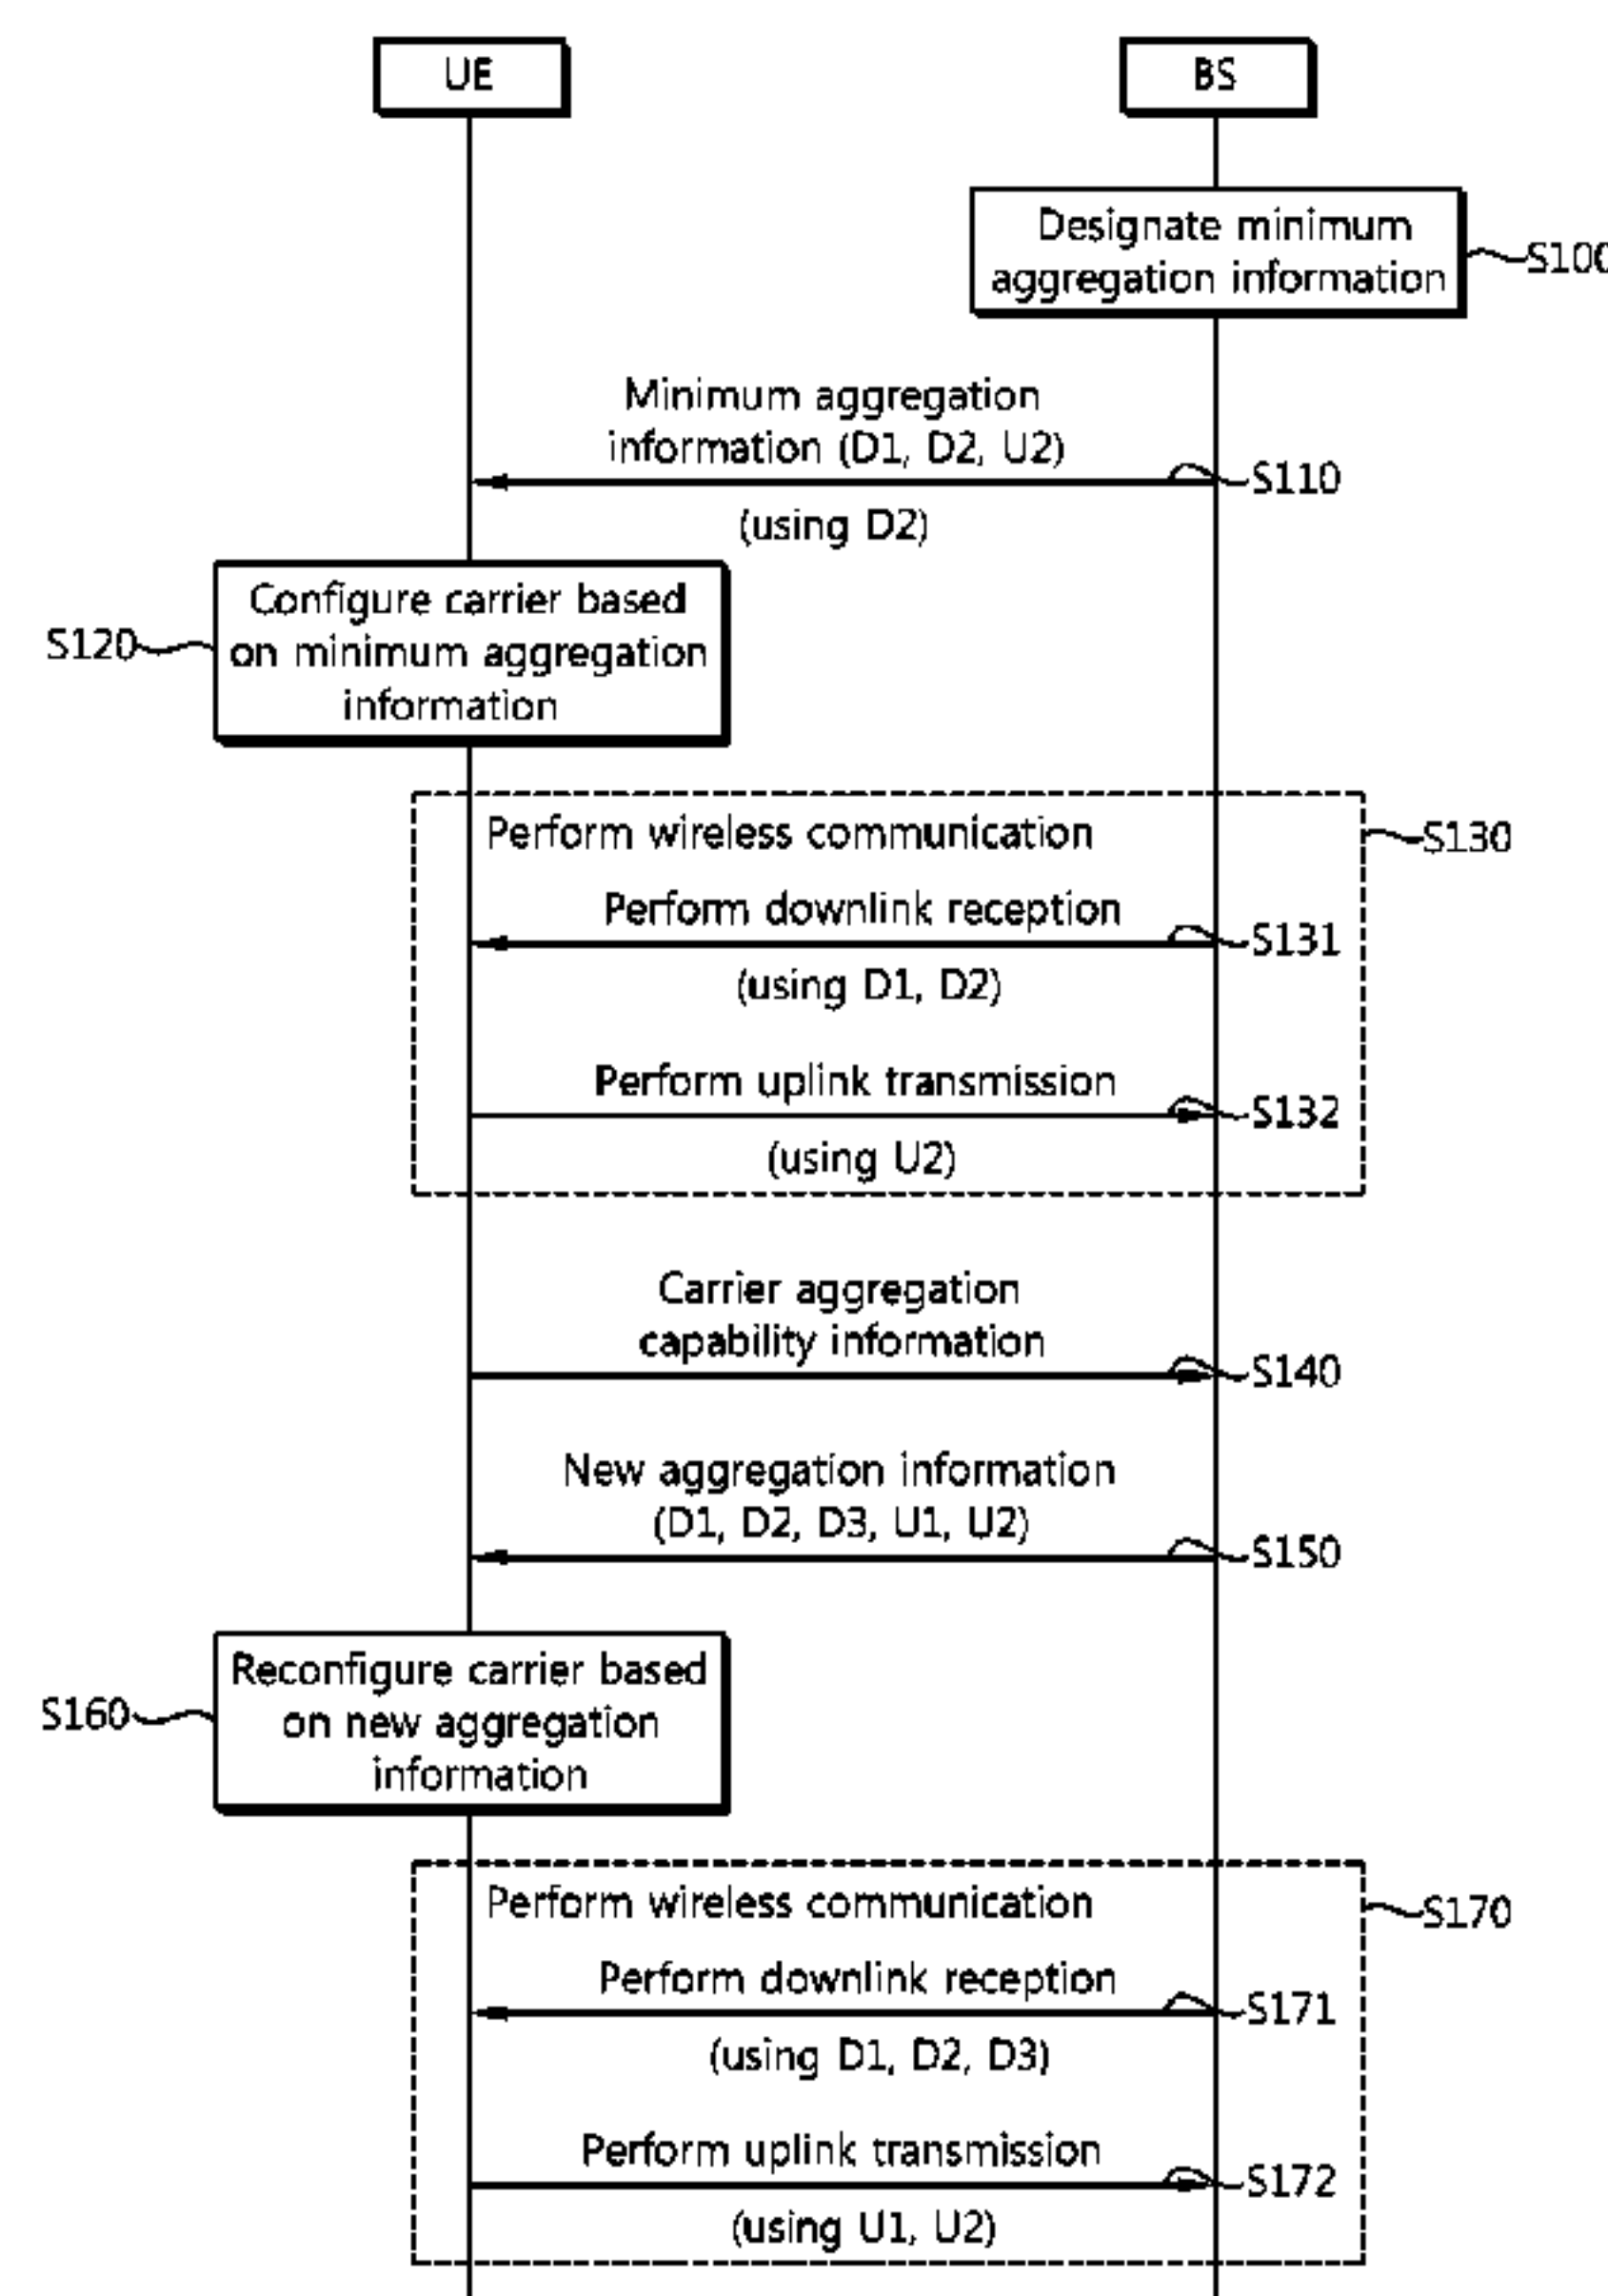 UE
BS
Designate minimum
aggregation information
S100
Minimum aggregation
information (D1, D2, U2)
S110
(using D2)
Configure carrier based
on minimum aggregation
information
S120
Perform wireless communication
S130
Perform downlink reception
S131
(using D1, D2)
Perform uplink transmission
S132
(using U2)
Carrier aggregation
capability information
S140
New aggregation information
(D1, D2, D3, U1, U2)
S150
Reconfigure carrier based
on new aggregation
information
S160
Perform wireless communication
S170
Perform downlink reception
S171
(using D1, D2, D3)
Perform uplink transmission
S172
(using U1, U2)